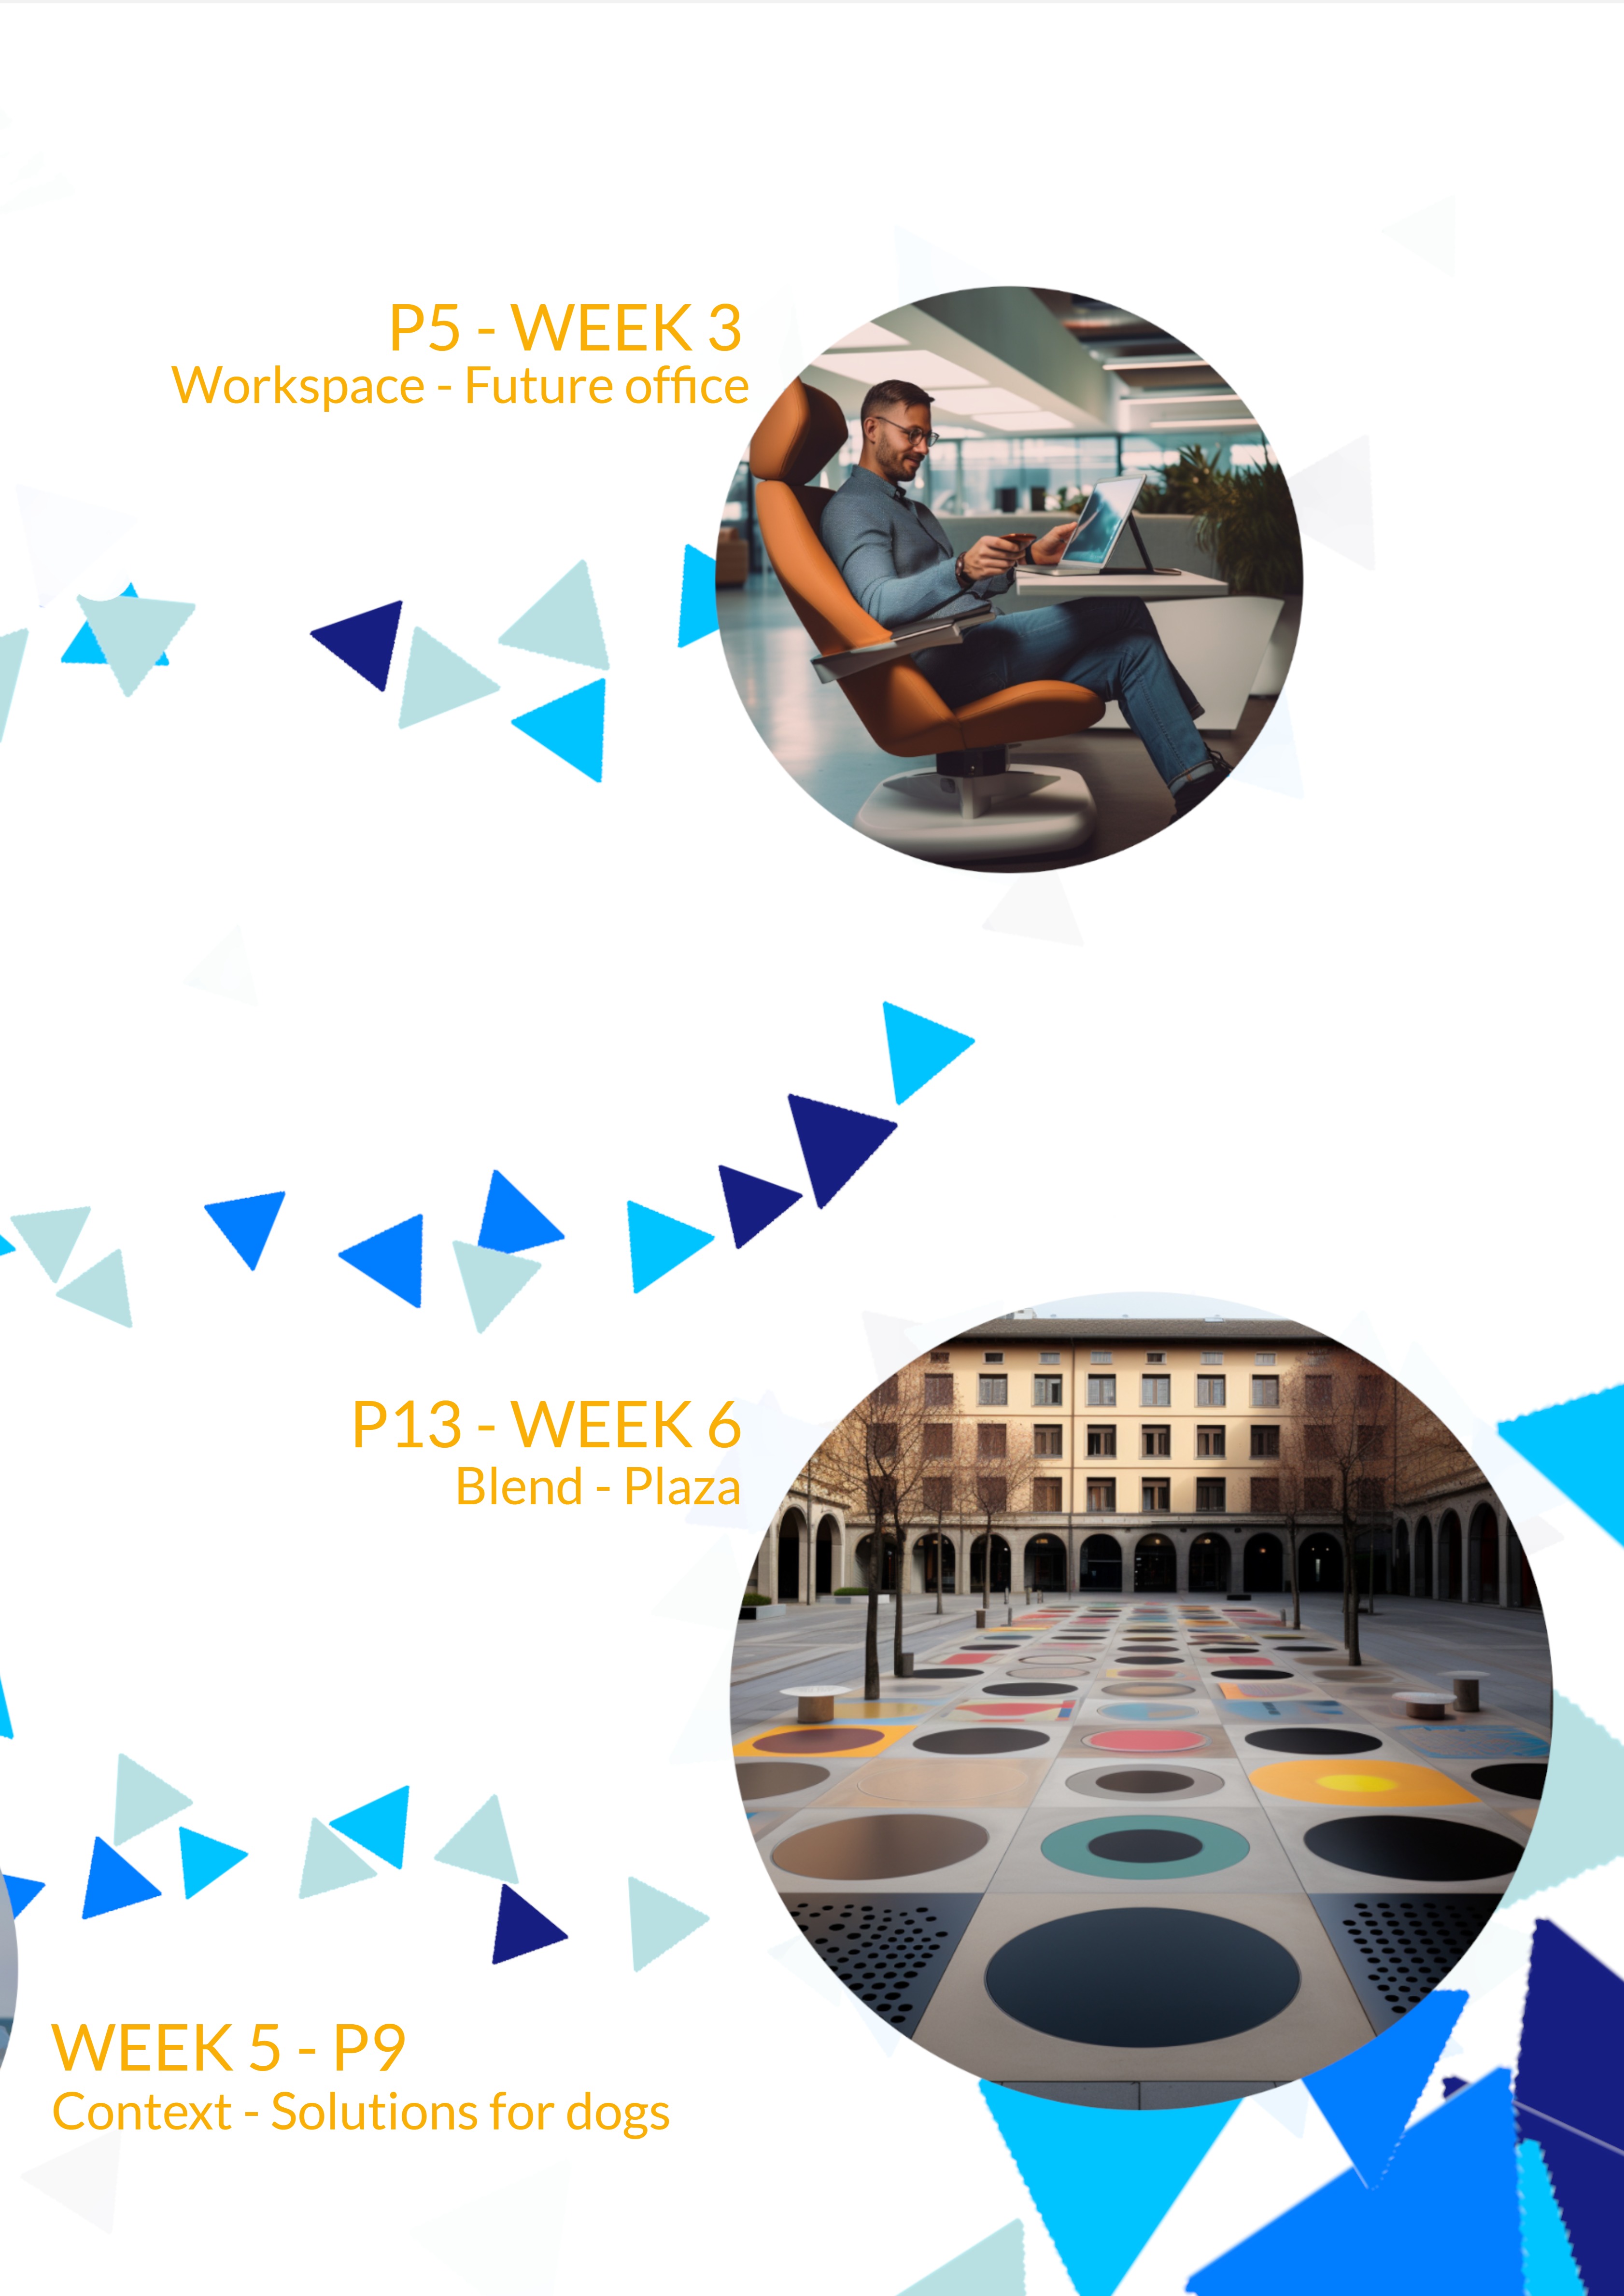 P5 - WEEK 3
Workspace - Future office
P13 - WEEK 6
Blend - Plaza
WEEK 5 - P9
Context - Solutions for dogs